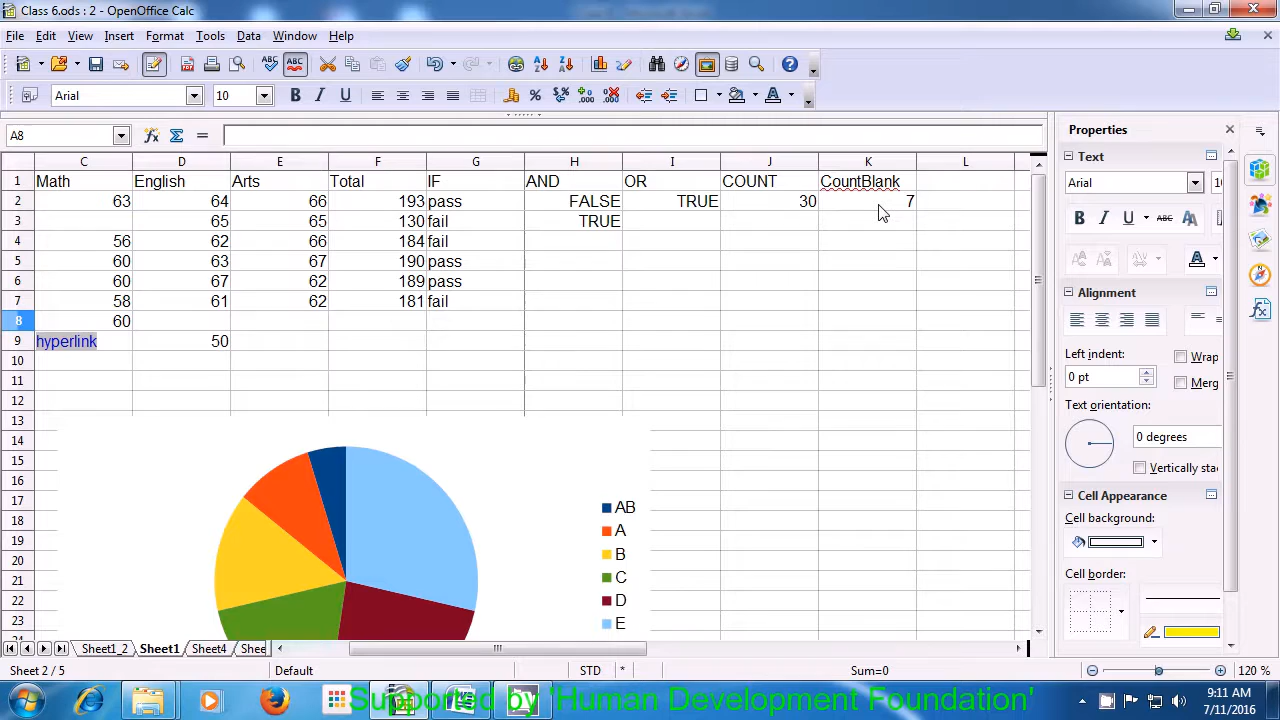 Class 6.ods : 2 - OpenOffice Calc
File Edit View Insert Format Tools Data Window Help
Arial 10
A8
C D E F G H I J K L
1 Math English Arts Total IF AND OR COUNT CountBlank
2 63 64 66 193 pass FALSE TRUE 30 7
3 65 65 130 fail TRUE
4 56 62 66 184 fail
5 60 63 67 190 pass
6 60 67 62 189 pass
7 58 61 62 181 fail
8 60
9 hyperlink 50
10
11
12
13
14
15
16
17
18
19
20
21
22
23
AB
A
B
C
D
E
Properties
Text
Arial
Alignment
Left indent:
Wrap
0 pt
Merg
Text orientation:
0 degrees
Vertically sta
Cell Appearance
Cell background:
Cell border:
Sheet1_2 Sheet1 Sheet4 Shee
Sheet 2 / 5 Default STD * Sum=0 120 %
Supported by 'Human Development Foundation'
9:11 AM
7/11/2016